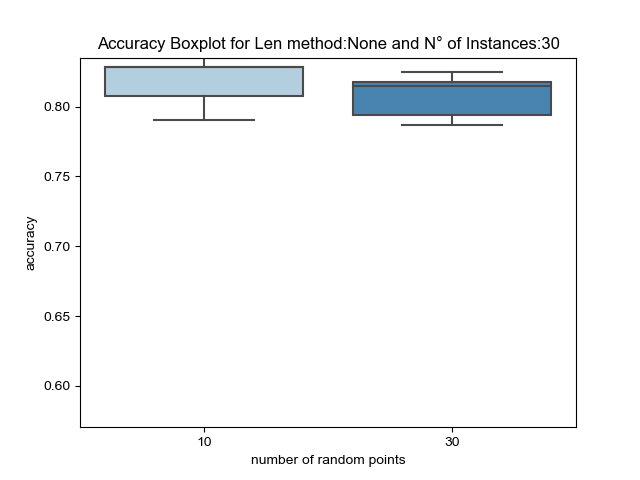 Accuracy Boxplot for Len method:None and N° of Instances:30
accuracy
0.80
0.75
0.70
0.65
0.60
10 30
number of random points